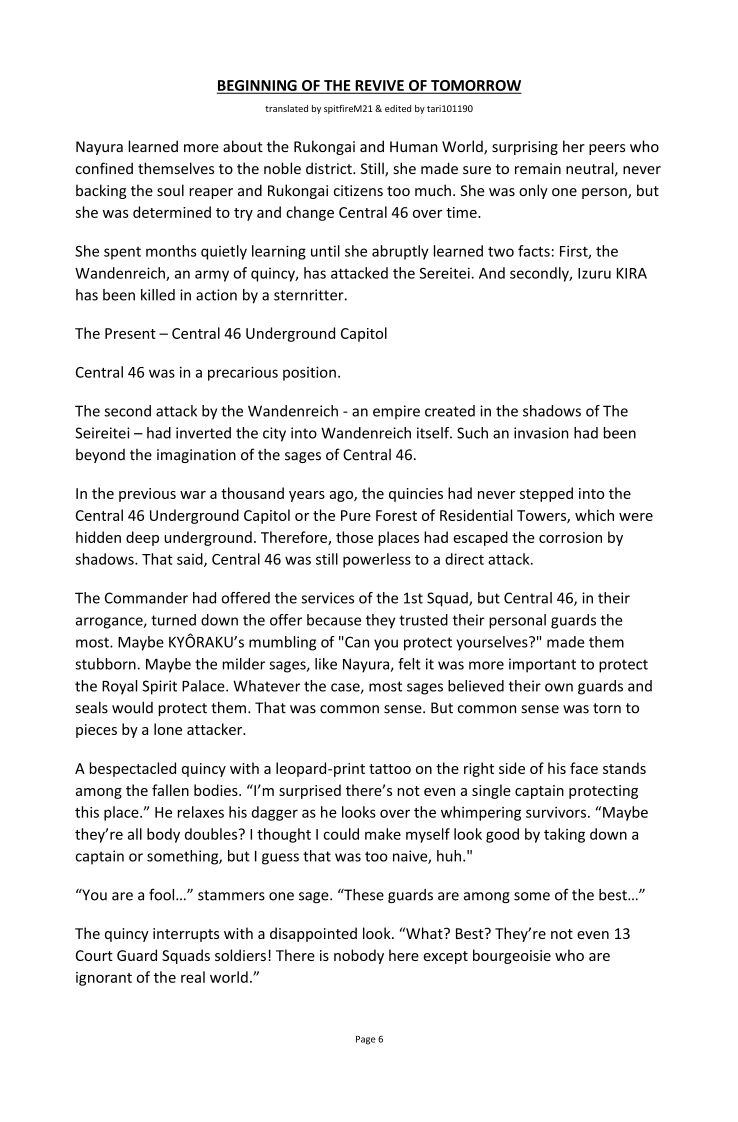 BEGINNING OF THE REVIVE OF TOMORROW
translated by spitfireM21 & edited by tari101190
Nayura learned more about the Rukongai and Human World, surprising her peers who
confined themselves to the noble district. Still, she made sure to remain neutral, never
backing the soul reaper and Rukongai citizens too much. She was only one person, but
she was determined to try and change Central 46 over time.
She spent months quietly learning until she abruptly learned two facts: First, the
Wandenreich, an army of quincy, has attacked the Sereitei. And secondly, Izuru KIRA
has been killed in action by a sternritter.
The Present – Central 46 Underground Capitol
Central 46 was in a precarious position.
The second attack by the Wandenreich - an empire created in the shadows of The
Seireitei – had inverted the city into Wandenreich itself. Such an invasion had been
beyond the imagination of the sages of Central 46.
In the previous war a thousand years ago, the quincies had never stepped into the
Central 46 Underground Capitol or the Pure Forest of Residential Towers, which were
hidden deep underground. Therefore, those places had escaped the corrosion by
shadows. That said, Central 46 was still powerless to a direct attack.
The Commander had offered the services of the 1st Squad, but Central 46, in their
arrogance, turned down the offer because they trusted their personal guards the
most. Maybe KYÔRAKU’s mumbling of "Can you protect yourselves?" made them
stubborn. Maybe the milder sages, like Nayura, felt it was more important to protect
the Royal Spirit Palace. Whatever the case, most sages believed their own guards and
seals would protect them. That was common sense. But common sense was torn to
pieces by a lone attacker.
A bespectacled quincy with a leopard-print tattoo on the right side of his face stands
among the fallen bodies. “I’m surprised there’s not even a single captain protecting
this place.” He relaxes his dagger as he looks over the whimpering survivors. “Maybe
they’re all body doubles? I thought I could make myself look good by taking down a
captain or something, but I guess that was too naive, huh."
“You are a fool…” stammers one sage. “These guards are among some of the best…”
The quincy interrupts with a disappointed look. “What? Best? They’re not even 13
Court Guard Squads soldiers! There is nobody here except bourgeoisie who are
ignorant of the real world.”
Page 6